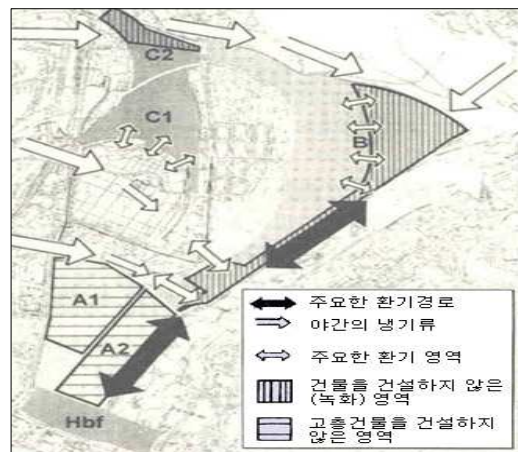 C2
C1
B
A1
A2
Hbf
주요한 환기경로
야간의 냉기류
주요한 환기 영역
건물을 건설하지 않은
(녹화) 영역
고층건물을 건설하지
않은 영역